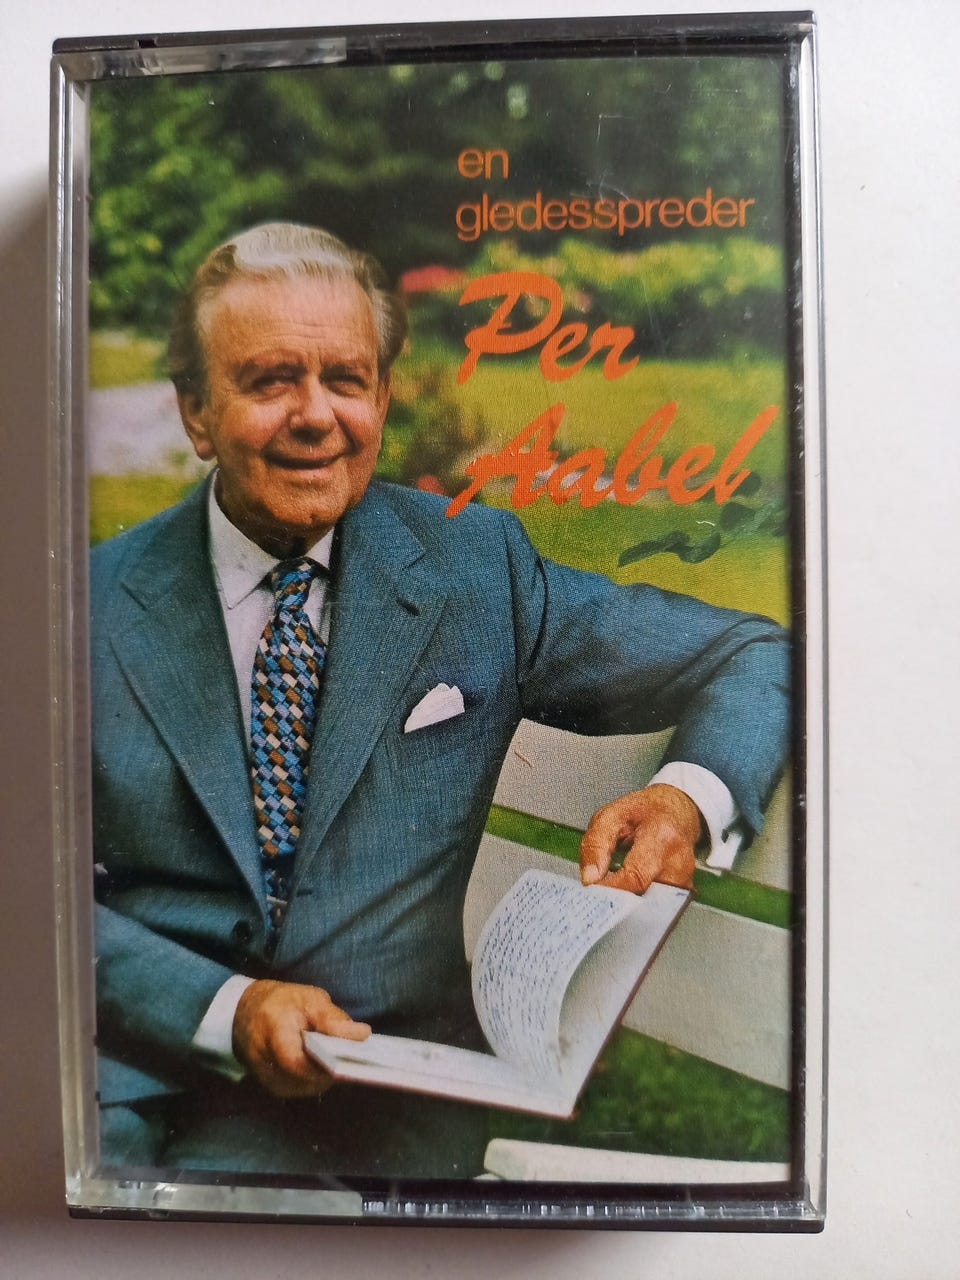 en
gledesspreder
Per
Aabel